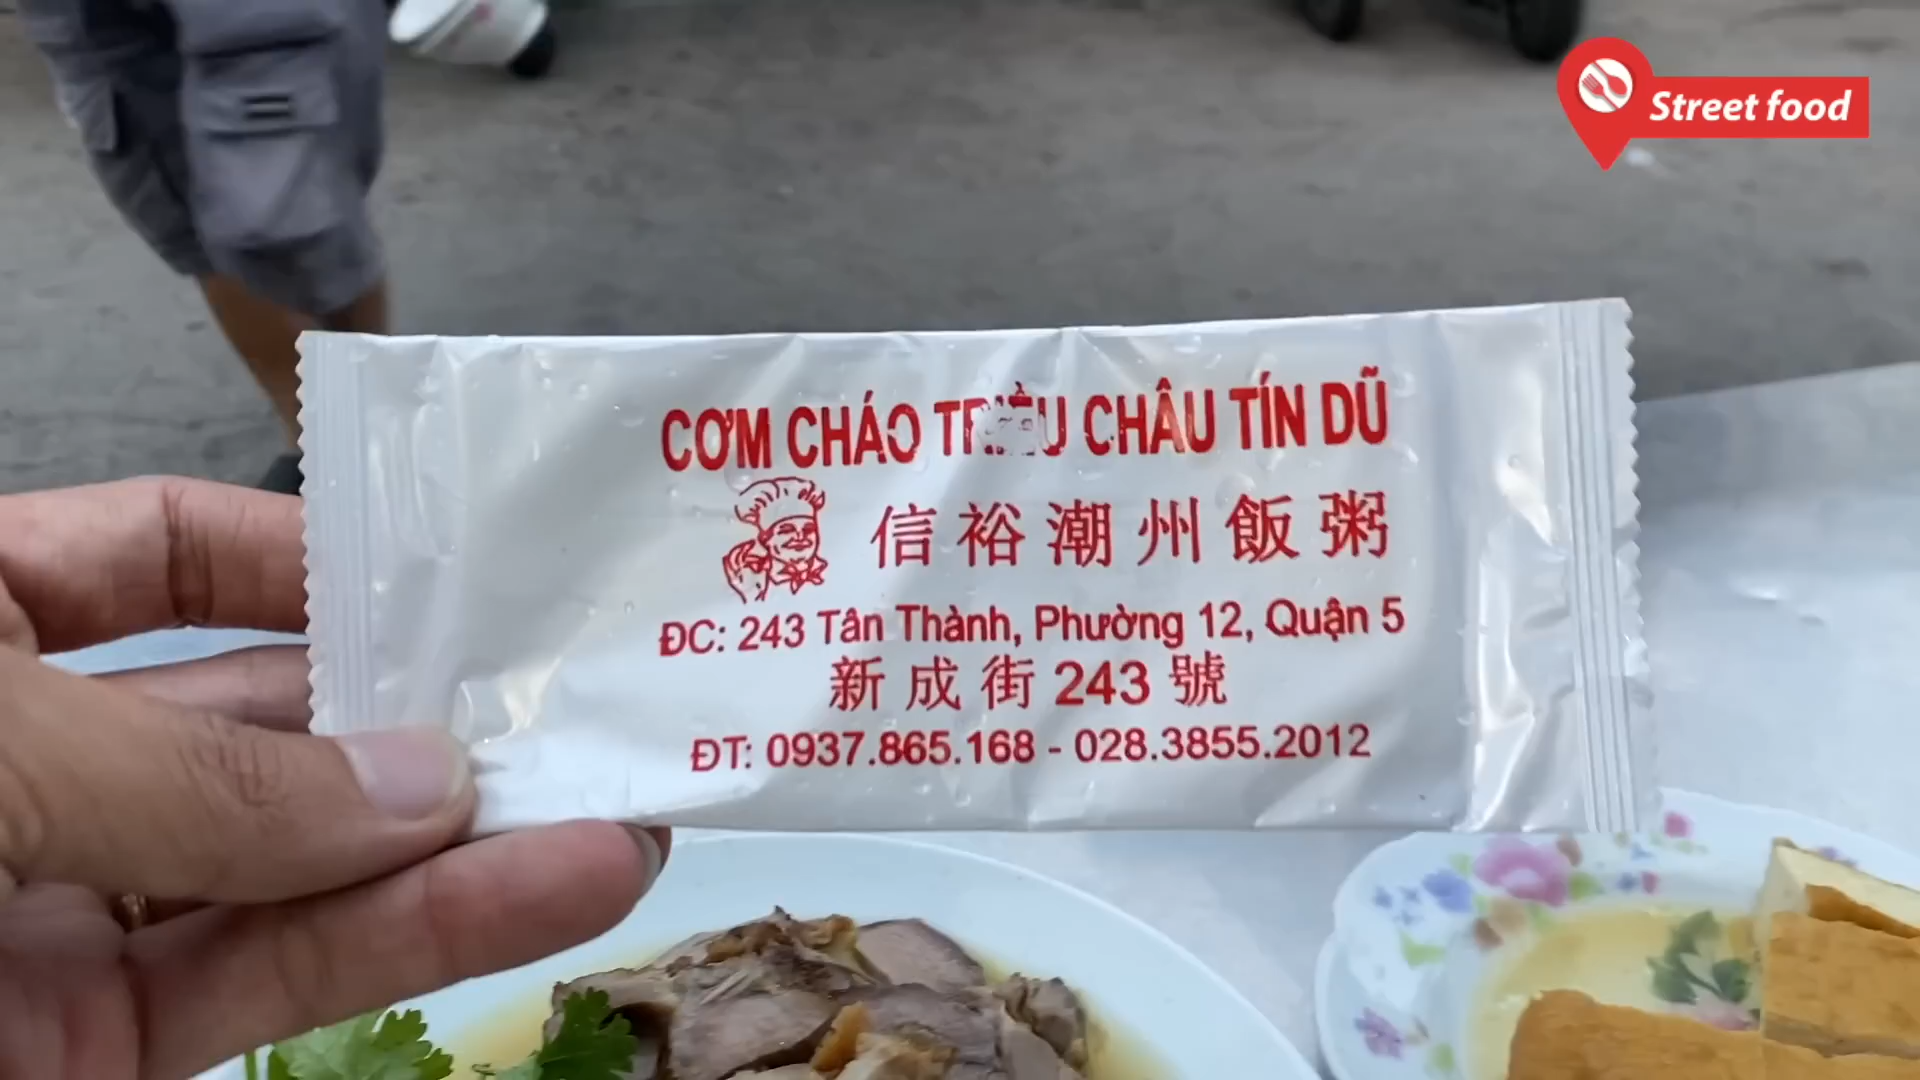 Street food
CƠM CHÁO TRIỀU CHÂU TÍN DŨ
信裕潮州飯粥
ĐC: 243 Tân Thành, Phường 12, Quận 5
新成街 243 號
ĐT: 0937.865.168 - 028.3855.2012